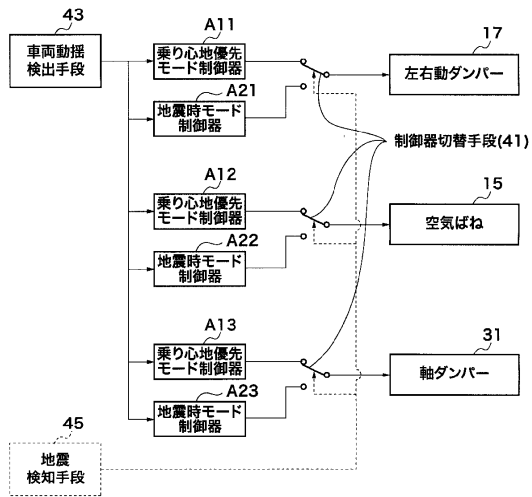 43
車両動揺
検出手段
A11
乗り心地優先
モード制御器
A21
地震時モード
制御器
17
左右動ダンパー
制御器切替手段(41)
A12
乗り心地優先
モード制御器
A22
地震時モード
制御器
15
空気ばね
A13
乗り心地優先
モード制御器
A23
地震時モード
制御器
31
軸ダンパー
45
地震
検知手段